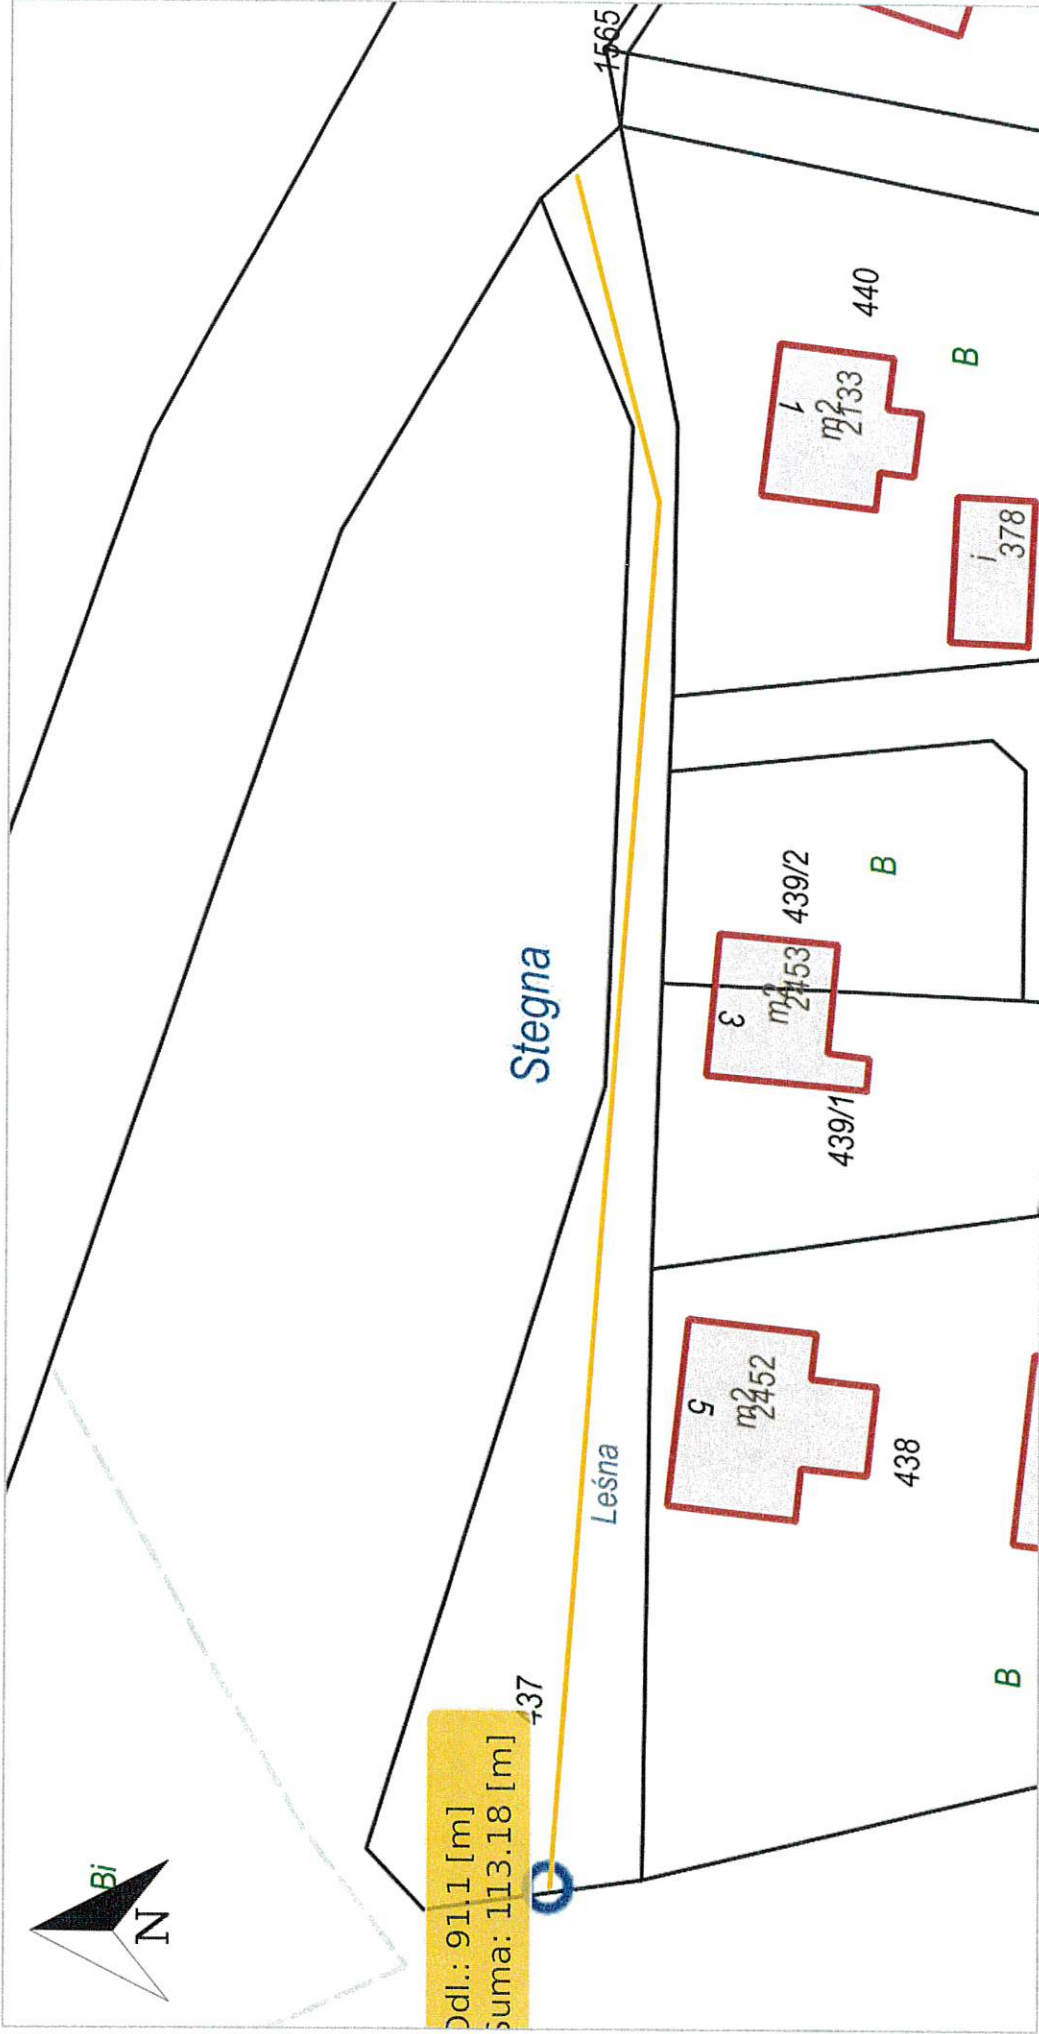 Bi
N
Odl.: 91.1 [m]
Suma: 113.18 [m]
437
Leśna
Stegna
1565
5
m2
2452
438
B
3
m2
2453
439/1
439/2
B
1
m2
2133
440
B
i
378